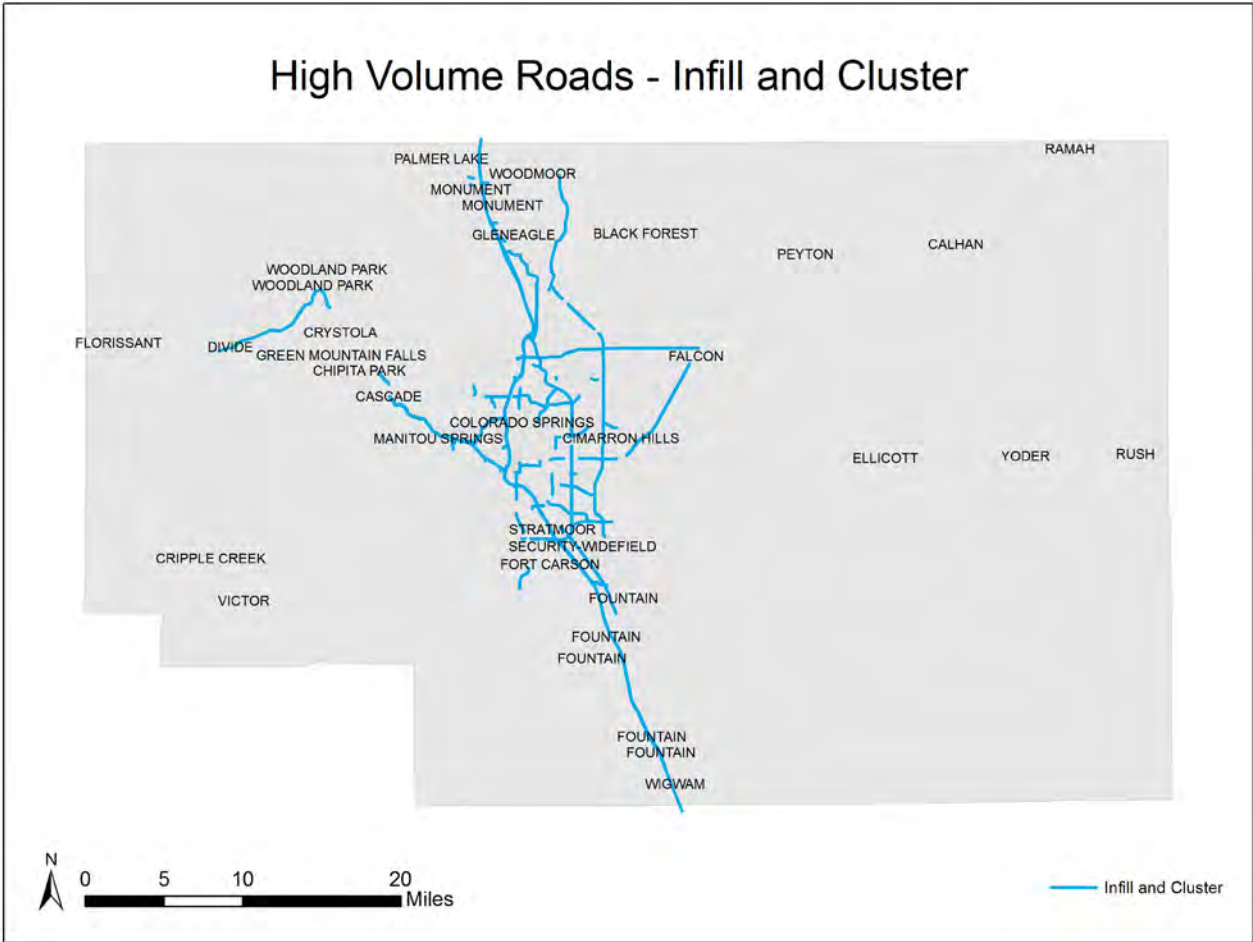 High Volume Roads - Infill and Cluster
RAMAH
PALMER LAKE
WOODMOOR
MONUMENT
MONUMENT
GLENEAGLE
BLACK FOREST
CALHAN
PEYTON
WOODLAND PARK
WOODLAND PARK
CRYSTOLA
FLORISSANT
DIVIDE
GREEN MOUNTAIN FALLS
FALCON
CHIPITA PARK
CASCADE
COLORADO SPRINGS
MANITOU SPRINGS
CIMARRON HILLS
ELLICOTT
YODER
RUSH
STRATMOOR
SECURITY-WIDEFIELD
CRIPPLE CREEK
FORT CARSON
VICTOR
FOUNTAIN
FOUNTAIN
FOUNTAIN
FOUNTAIN
FOUNTAIN
WIGWAM
N
0 5 10 20
Miles
Infill and Cluster